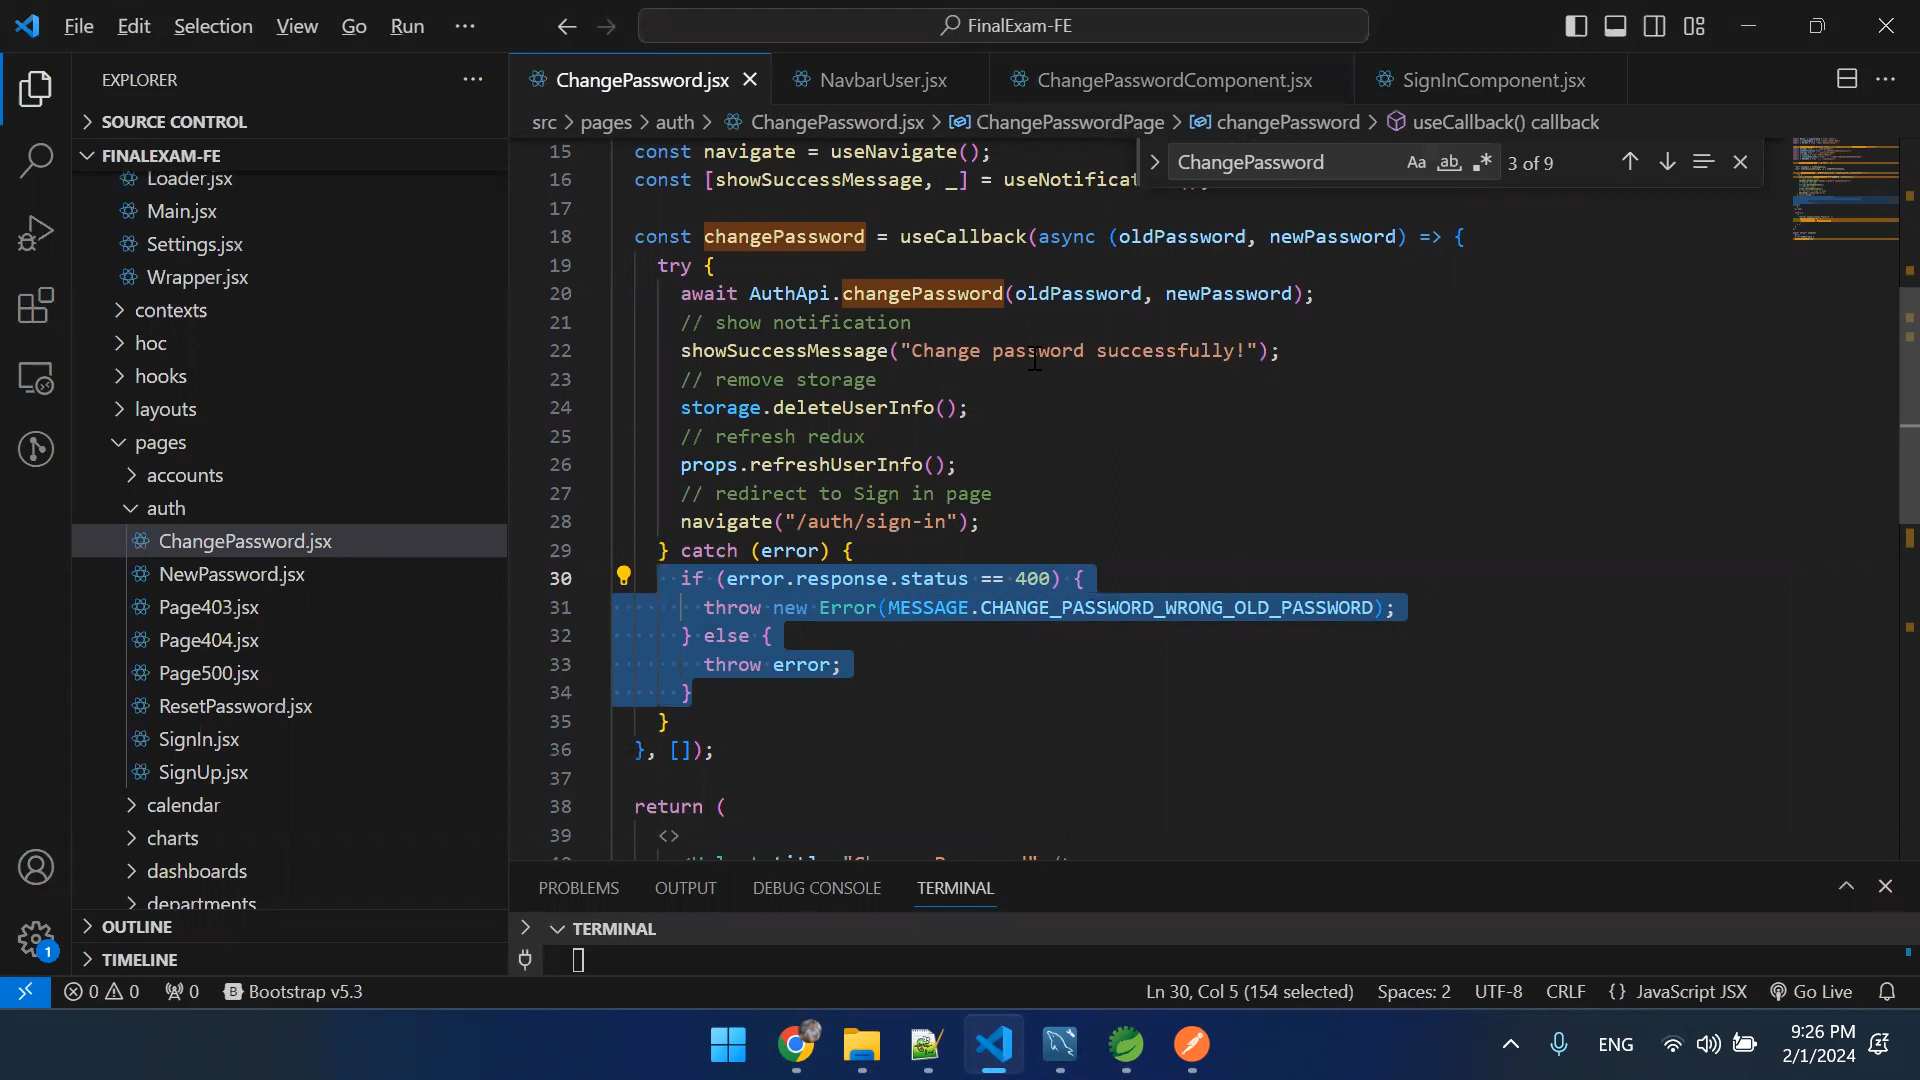 File Edit Selection View Go Run ···
FinalExam-FE
EXPLORER
SOURCE CONTROL
FINALEXAM-FE
Loader.jsx
Main.jsx
Settings.jsx
Wrapper.jsx
contexts
hoc
hooks
layouts
pages
accounts
auth
ChangePassword.jsx
NewPassword.jsx
Page403.jsx
Page404.jsx
Page500.jsx
ResetPassword.jsx
SignIn.jsx
SignUp.jsx
calendar
charts
dashboards
departments
OUTLINE
TIMELINE
1
ChangePassword.jsx NavbarUser.jsx ChangePasswordComponent.jsx SignInComponent.jsx
src > pages > auth > ChangePassword.jsx > ChangePasswordPage > changePassword > useCallback() callback
ChangePassword Aa ab 3 of 9
15 const navigate = useNavigate();
16 const [showSuccessMessage, _] = useNotificat
17
18 const changePassword = useCallback(async (oldPassword, newPassword) => {
19 try {
20 await AuthApi.changePassword(oldPassword, newPassword);
21 // show notification
22 showSuccessMessage("Change password successfully!");
23 // remove storage
24 storage.deleteUserInfo();
25 // refresh redux
26 props.refreshUserInfo();
27 // redirect to Sign in page
28 navigate("/auth/sign-in");
29 } catch (error) {
30 if (error.response.status == 400) {
31 throw new Error(MESSAGE.CHANGE_PASSWORD_WRONG_OLD_PASSWORD);
32 } else {
33 throw error;
34 }
35 }
36 }, []);
37
38 return (
39 <>
PROBLEMS OUTPUT DEBUG CONSOLE TERMINAL
TERMINAL
0 0 0 Bootstrap v5.3 Ln 30, Col 5 (154 selected) Spaces: 2 UTF-8 CRLF {} JavaScript JSX Go Live
ENG
9:26 PM
2/1/2024